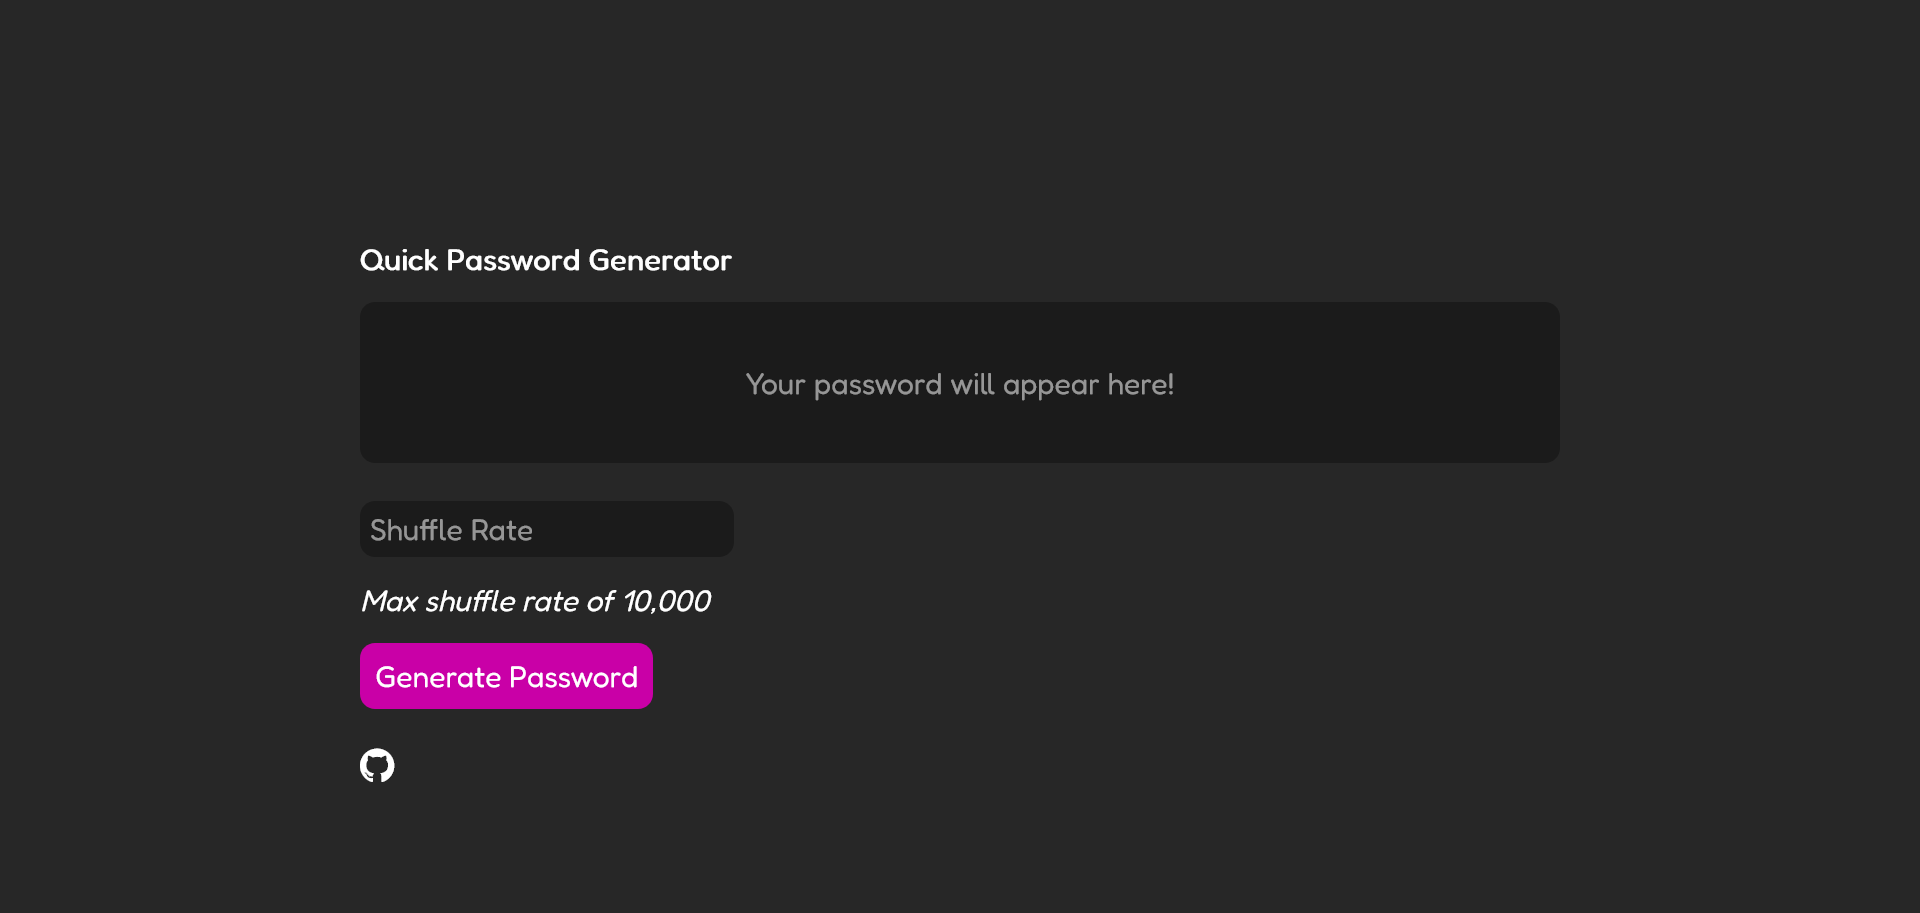 Quick Password Generator
Your password will appear here!
Shuffle Rate
Max shuffle rate of 10,000
Generate Password